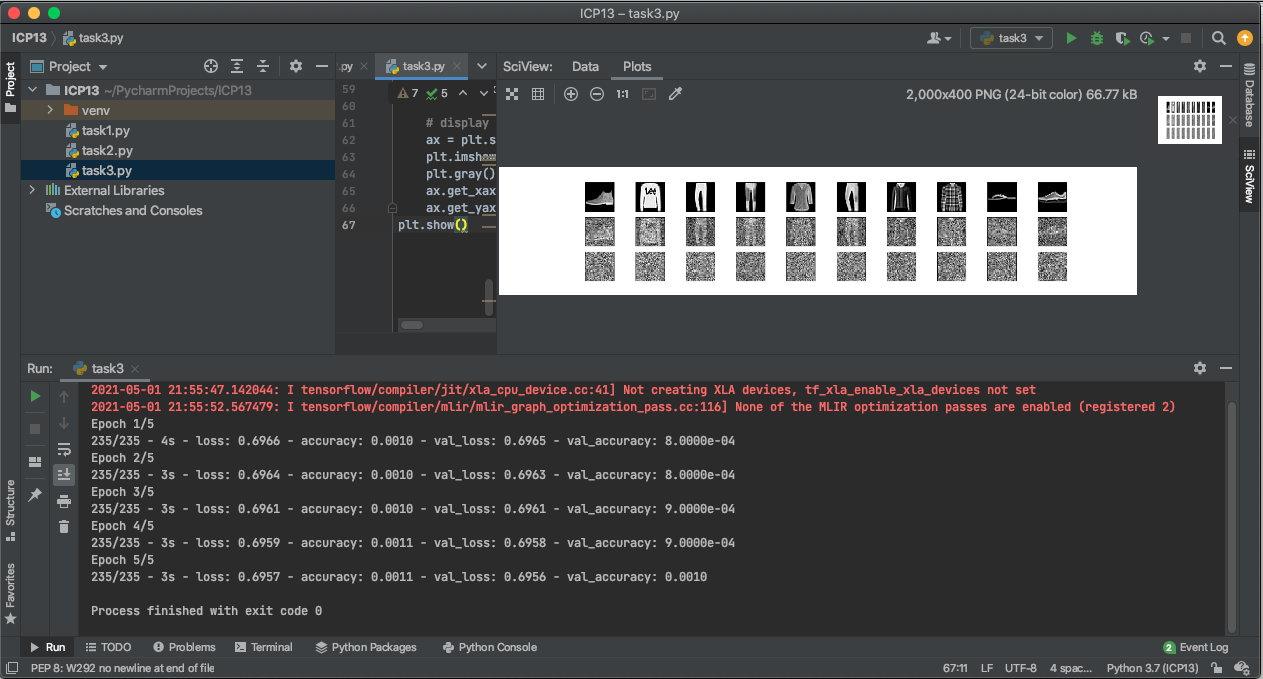 ICP13 – task3.py
ICP13 task3.py
task3
Project
Project
ICP13 ~/PycharmProjects/ICP13
venv
task1.py
task2.py
task3.py
External Libraries
Scratches and Consoles
.py
task3.py
7 5
59
60
61 # display
62 ax = plt.s
63 plt.imshow
64 plt.gray()
65 ax.get_xax
66 ax.get_yax
67 plt.show()
SciView: Data Plots
1:1
2,000x400 PNG (24-bit color) 66.77 kB
Lee
Database
SciView
Run: task3
2021-05-01 21:55:47.142044: I tensorflow/compiler/jit/xla_cpu_device.cc:41] Not creating XLA devices, tf_xla_enable_xla_devices not set
2021-05-01 21:55:52.567479: I tensorflow/compiler/mlir/mlir_graph_optimization_pass.cc:116] None of the MLIR optimization passes are enabled (registered 2)
Epoch 1/5
235/235 - 4s - loss: 0.6966 - accuracy: 0.0010 - val_loss: 0.6965 - val_accuracy: 8.0000e-04
Epoch 2/5
235/235 - 3s - loss: 0.6964 - accuracy: 0.0010 - val_loss: 0.6963 - val_accuracy: 8.0000e-04
Epoch 3/5
235/235 - 3s - loss: 0.6961 - accuracy: 0.0010 - val_loss: 0.6961 - val_accuracy: 9.0000e-04
Epoch 4/5
235/235 - 3s - loss: 0.6959 - accuracy: 0.0011 - val_loss: 0.6958 - val_accuracy: 9.0000e-04
Epoch 5/5
235/235 - 3s - loss: 0.6957 - accuracy: 0.0011 - val_loss: 0.6956 - val_accuracy: 0.0010
Process finished with exit code 0
Structure
Favorites
Run TODO Problems Terminal Python Packages Python Console
2 Event Log
PEP 8: W292 no newline at end of file
67:11 LF UTF-8 4 spac... Python 3.7 (ICP13)